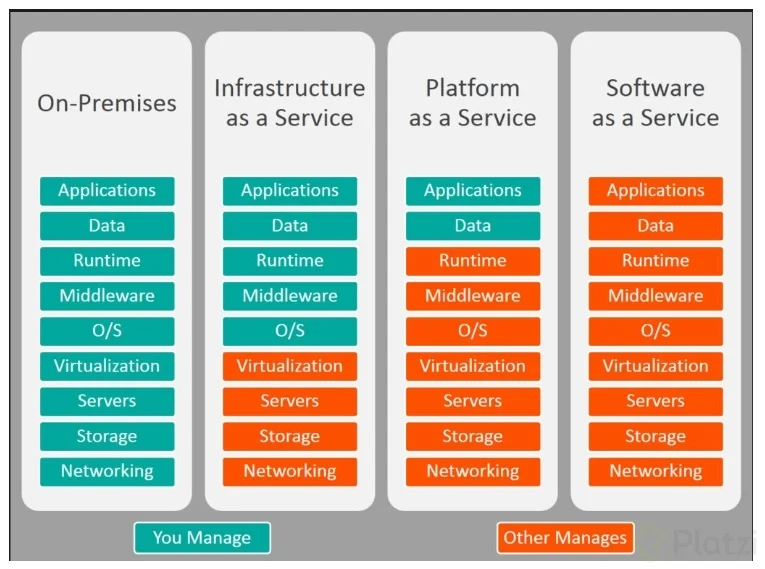 On-Premises
Infrastructure
as a Service
Platform
as a Service
Software
as a Service
Applications
Data
Runtime
Middleware
O/S
Virtualization
Servers
Storage
Networking
Applications
Data
Runtime
Middleware
O/S
Virtualization
Servers
Storage
Networking
Applications
Data
Runtime
Middleware
O/S
Virtualization
Servers
Storage
Networking
Applications
Data
Runtime
Middleware
O/S
Virtualization
Servers
Storage
Networking
You Manage
Other Manages
Platzi